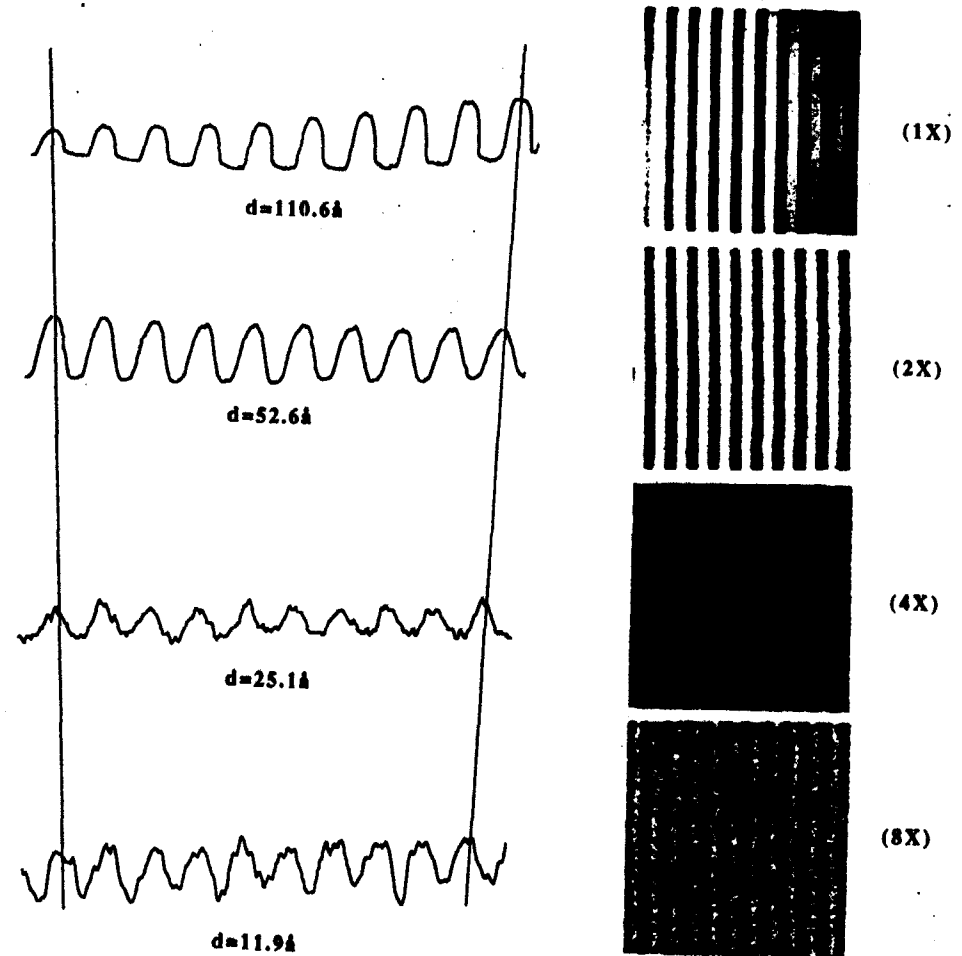 (1X)
d=110.6Å
(2X)
d=52.6Å
(4X)
d=25.1Å
(8X)
d=11.9Å